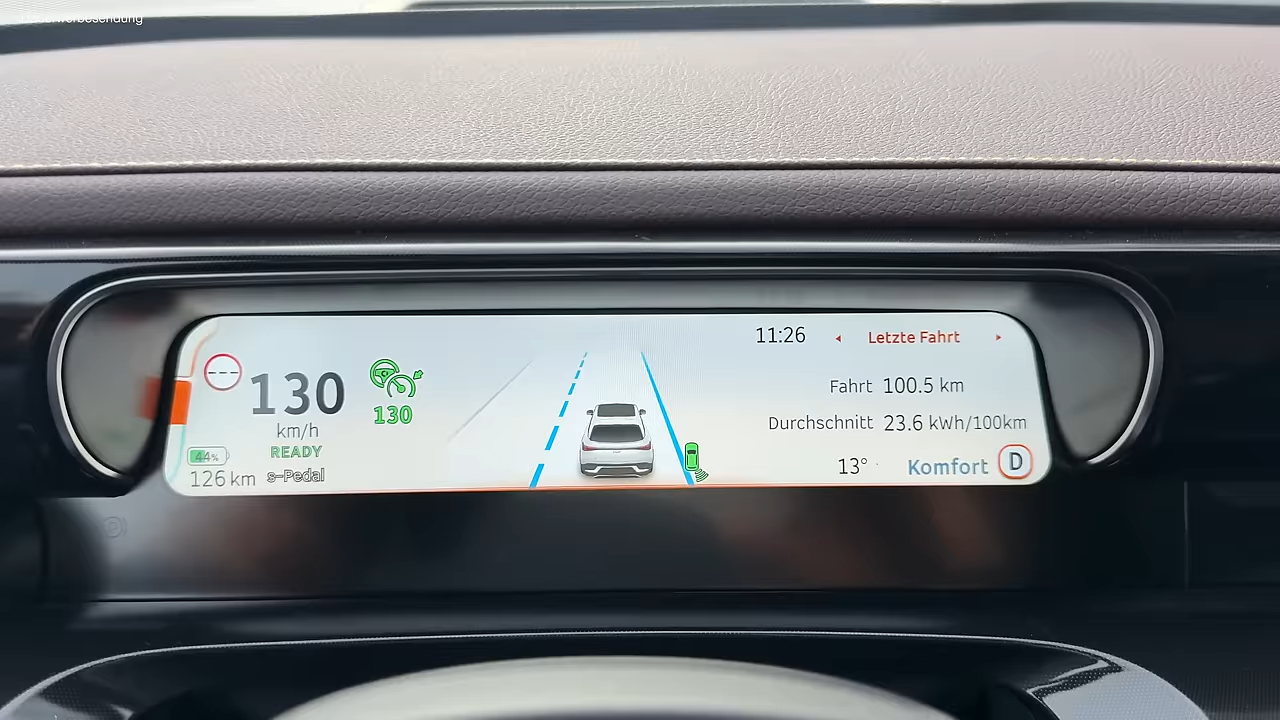 11:26
Letzte Fahrt
---
130
km/h
READY
130
Fahrt 100.5 km
Durchschnitt 23.6 kWh/100km
44%
126 km
s-Pedal
13°
Komfort
D